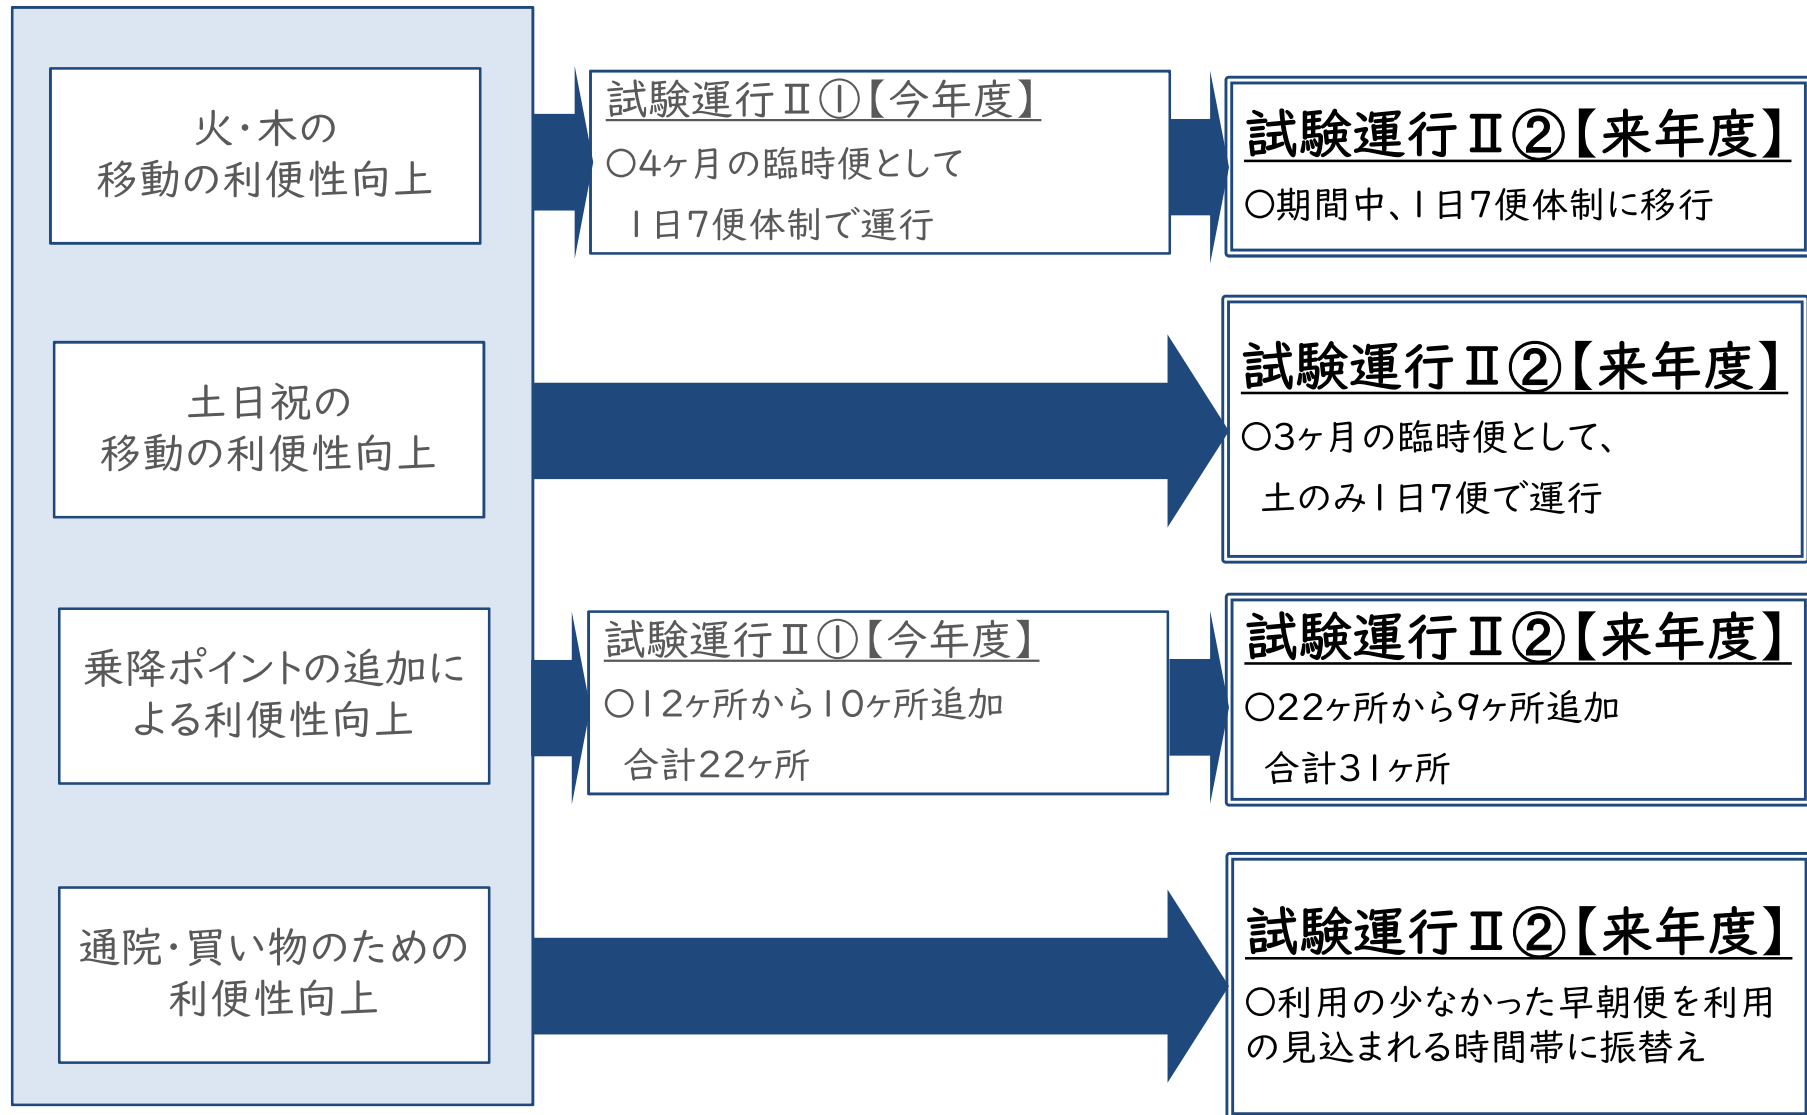 火・木の
移動の利便性向上
試験運行Ⅱ①【今年度】
〇4ヶ月の臨時便として
1日7便体制で運行
試験運行Ⅱ②【来年度】
〇期間中、1日7便体制に移行
土日祝の
移動の利便性向上
試験運行Ⅱ②【来年度】
〇3ヶ月の臨時便として、
土のみ1日7便で運行
乗降ポイントの追加に
よる利便性向上
試験運行Ⅱ①【今年度】
〇12ヶ所から10ヶ所追加
合計22ヶ所
試験運行Ⅱ②【来年度】
〇22ヶ所から9ヶ所追加
合計31ヶ所
通院・買い物のための
利便性向上
試験運行Ⅱ②【来年度】
〇利用の少なかった早朝便を利用
の見込まれる時間帯に振替え